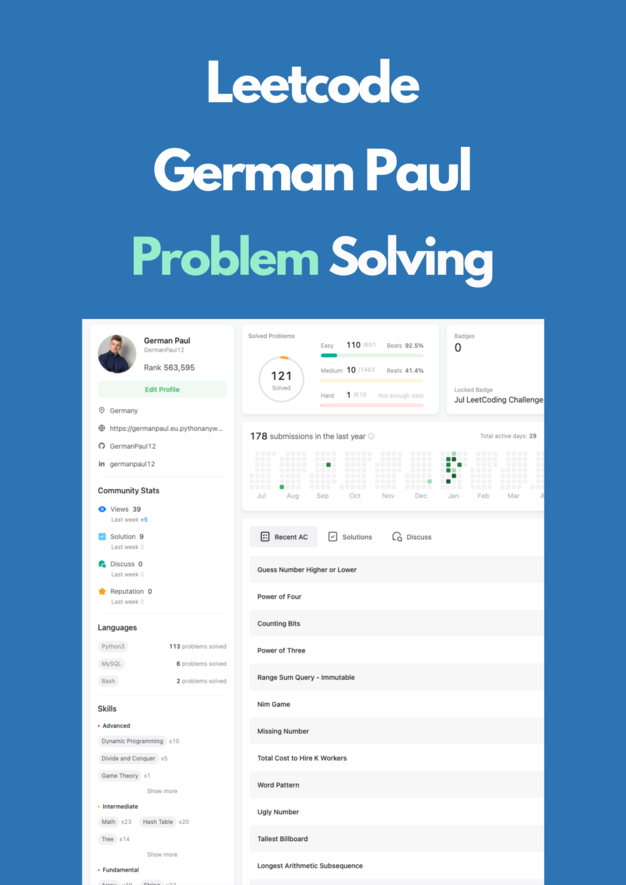 Leetcode
German Paul
Problem Solving
German Paul
GermanPaul12
Rank 563,595
Edit Profile
Germany
https://germanpaul.eu.pythonanyw...
GermanPaul12
germanpaul12
Community Stats
Views 39
Last week +5
Solution 9
Last week 0
Discuss 0
Last week 0
Reputation 0
Last week 0
Languages
Python3 113 problems solved
MySQL 6 problems solved
Bash 2 problems solved
Skills
Advanced
Dynamic Programming x10
Divide and Conquer x5
Game Theory x1
Show more
Intermediate
Math x23 Hash Table x20
Tree x14
Show more
Fundamental
Solved Problems
121
Solved
Easy 110 /691 Beats 92.5%
Medium 10 /1463 Beats 41.4%
Hard 1 /610 Not enough data
Badges
0
Locked Badge
Jul LeetCoding Challenge
178 submissions in the last year
Total active days: 29
Jul Aug Sep Oct Nov Dec Jan Feb Mar
Recent AC Solutions Discuss
Guess Number Higher or Lower
Power of Four
Counting Bits
Power of Three
Range Sum Query - Immutable
Nim Game
Missing Number
Total Cost to Hire K Workers
Word Pattern
Ugly Number
Tallest Billboard
Longest Arithmetic Subsequence